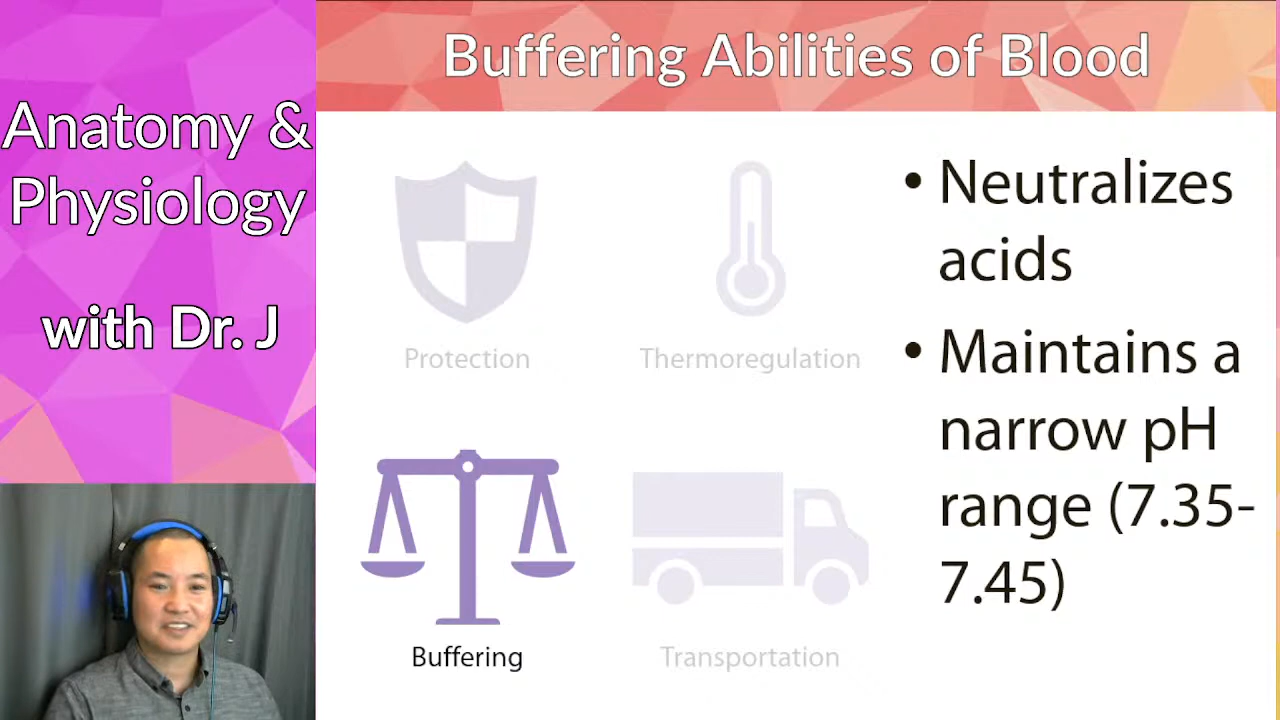 Anatomy &
Physiology
with Dr. J
Buffering Abilities of Blood
Protection
Thermoregulation
Buffering
Transportation
• Neutralizes
acids
• Maintains a
narrow pH
range (7.35-
7.45)